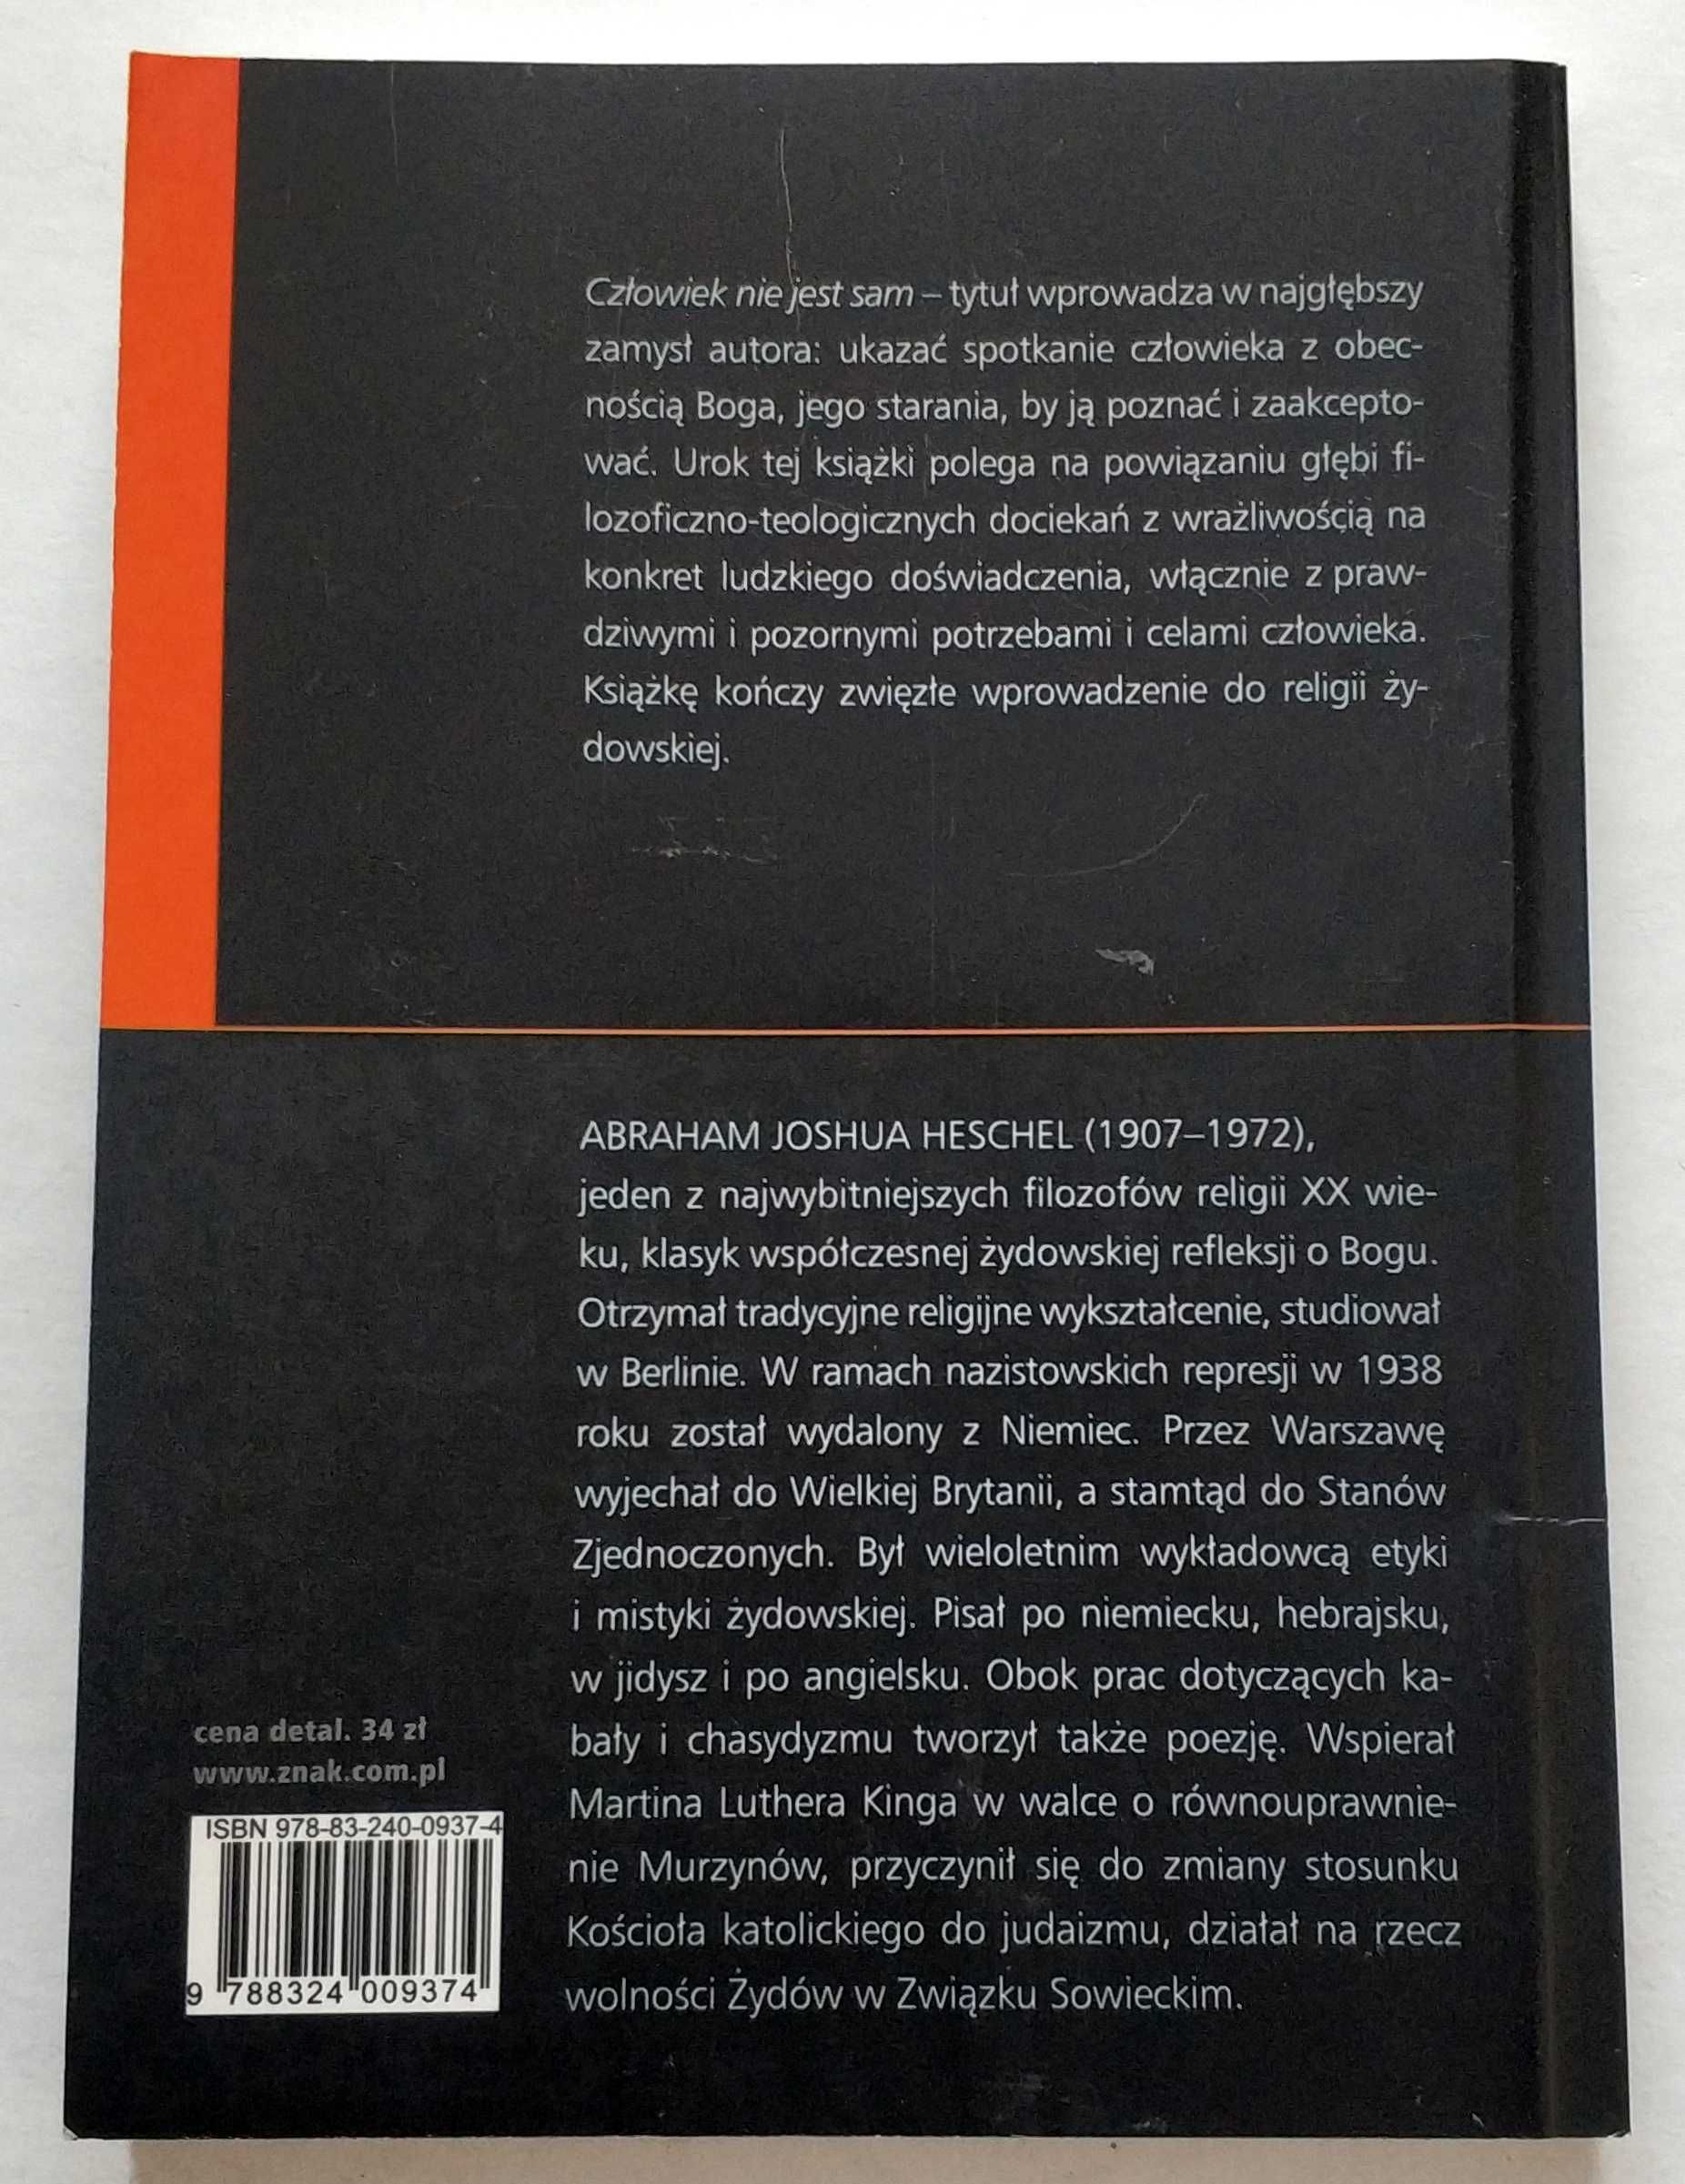 Człowiek nie jest sam – tytuł wprowadza w najgłębszy
zamysł autora: ukazać spotkanie człowieka z obec-
nością Boga, jego starania, by ją poznać i zaakcepto-
wać. Urok tej książki polega na powiązaniu głębi fi-
lozoficzno-teologicznych dociekań z wrażliwością na
konkret ludzkiego doświadczenia, włącznie z praw-
dziwymi i pozornymi potrzebami i celami człowieka.
Książkę kończy zwięzłe wprowadzenie do religii ży-
dowskiej.
ABRAHAM JOSHUA HESCHEL (1907–1972),
jeden z najwybitniejszych filozofów religii XX wie-
ku, klasyk współczesnej żydowskiej refleksji o Bogu.
Otrzymał tradycyjne religijne wykształcenie, studiował
w Berlinie. W ramach nazistowskich represji w 1938
roku został wydalony z Niemiec. Przez Warszawę
wyjechał do Wielkiej Brytanii, a stamtąd do Stanów
Zjednoczonych. Był wieloletnim wykładowcą etyki
i mistyki żydowskiej. Pisał po niemiecku, hebrajsku,
w jidysz i po angielsku. Obok prac dotyczących ka-
bały i chasydyzmu tworzył także poezję. Wspierał
Martina Luthera Kinga w walce o równouprawnie-
nie Murzynów, przyczynił się do zmiany stosunku
Kościoła katolickiego do judaizmu, działał na rzecz
wolności Żydów w Związku Sowieckim.
cena detal. 34 zł
www.znak.com.pl
ISBN 978-83-240-0937-4
9 788324 009374